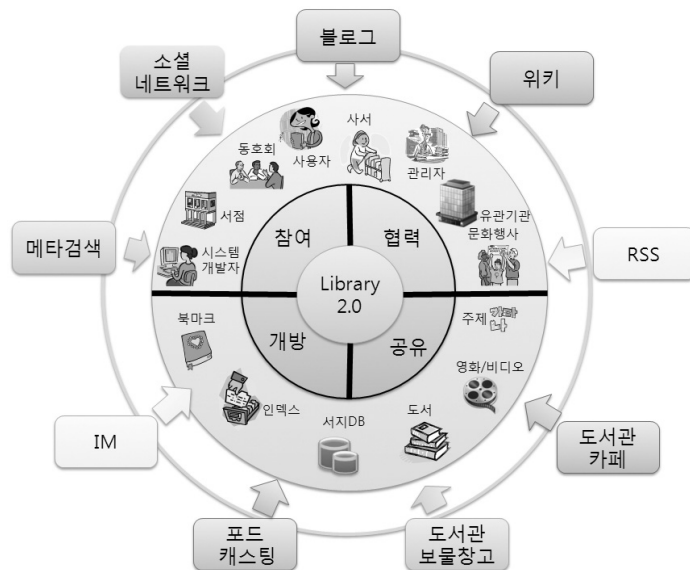 블로그
소셜
네트워크
위키
사서
사용자
동호회
관리자
서점
유관기관
문화행사
참여
협력
메타검색
시스템
개발자
RSS
Library
2.0
북마크
주제
개방
공유
영화/비디오
인덱스
서지DB
도서
IM
도서관
카페
포드
캐스팅
도서관
보물창고